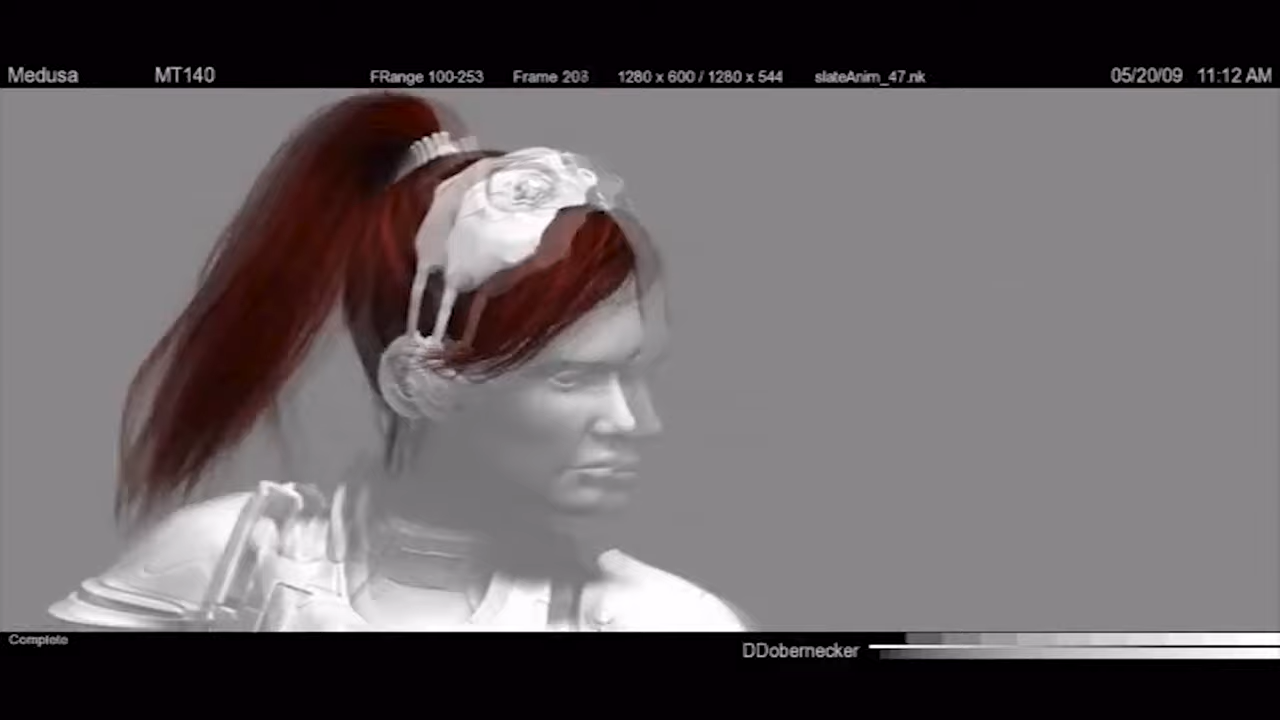 Medusa MT140 FRange 100-253 Frame 208 1280 x 600 / 1280 x 544 slateAnim_47.nk 05/20/09 11:12 AM
Complete
DDobernecker